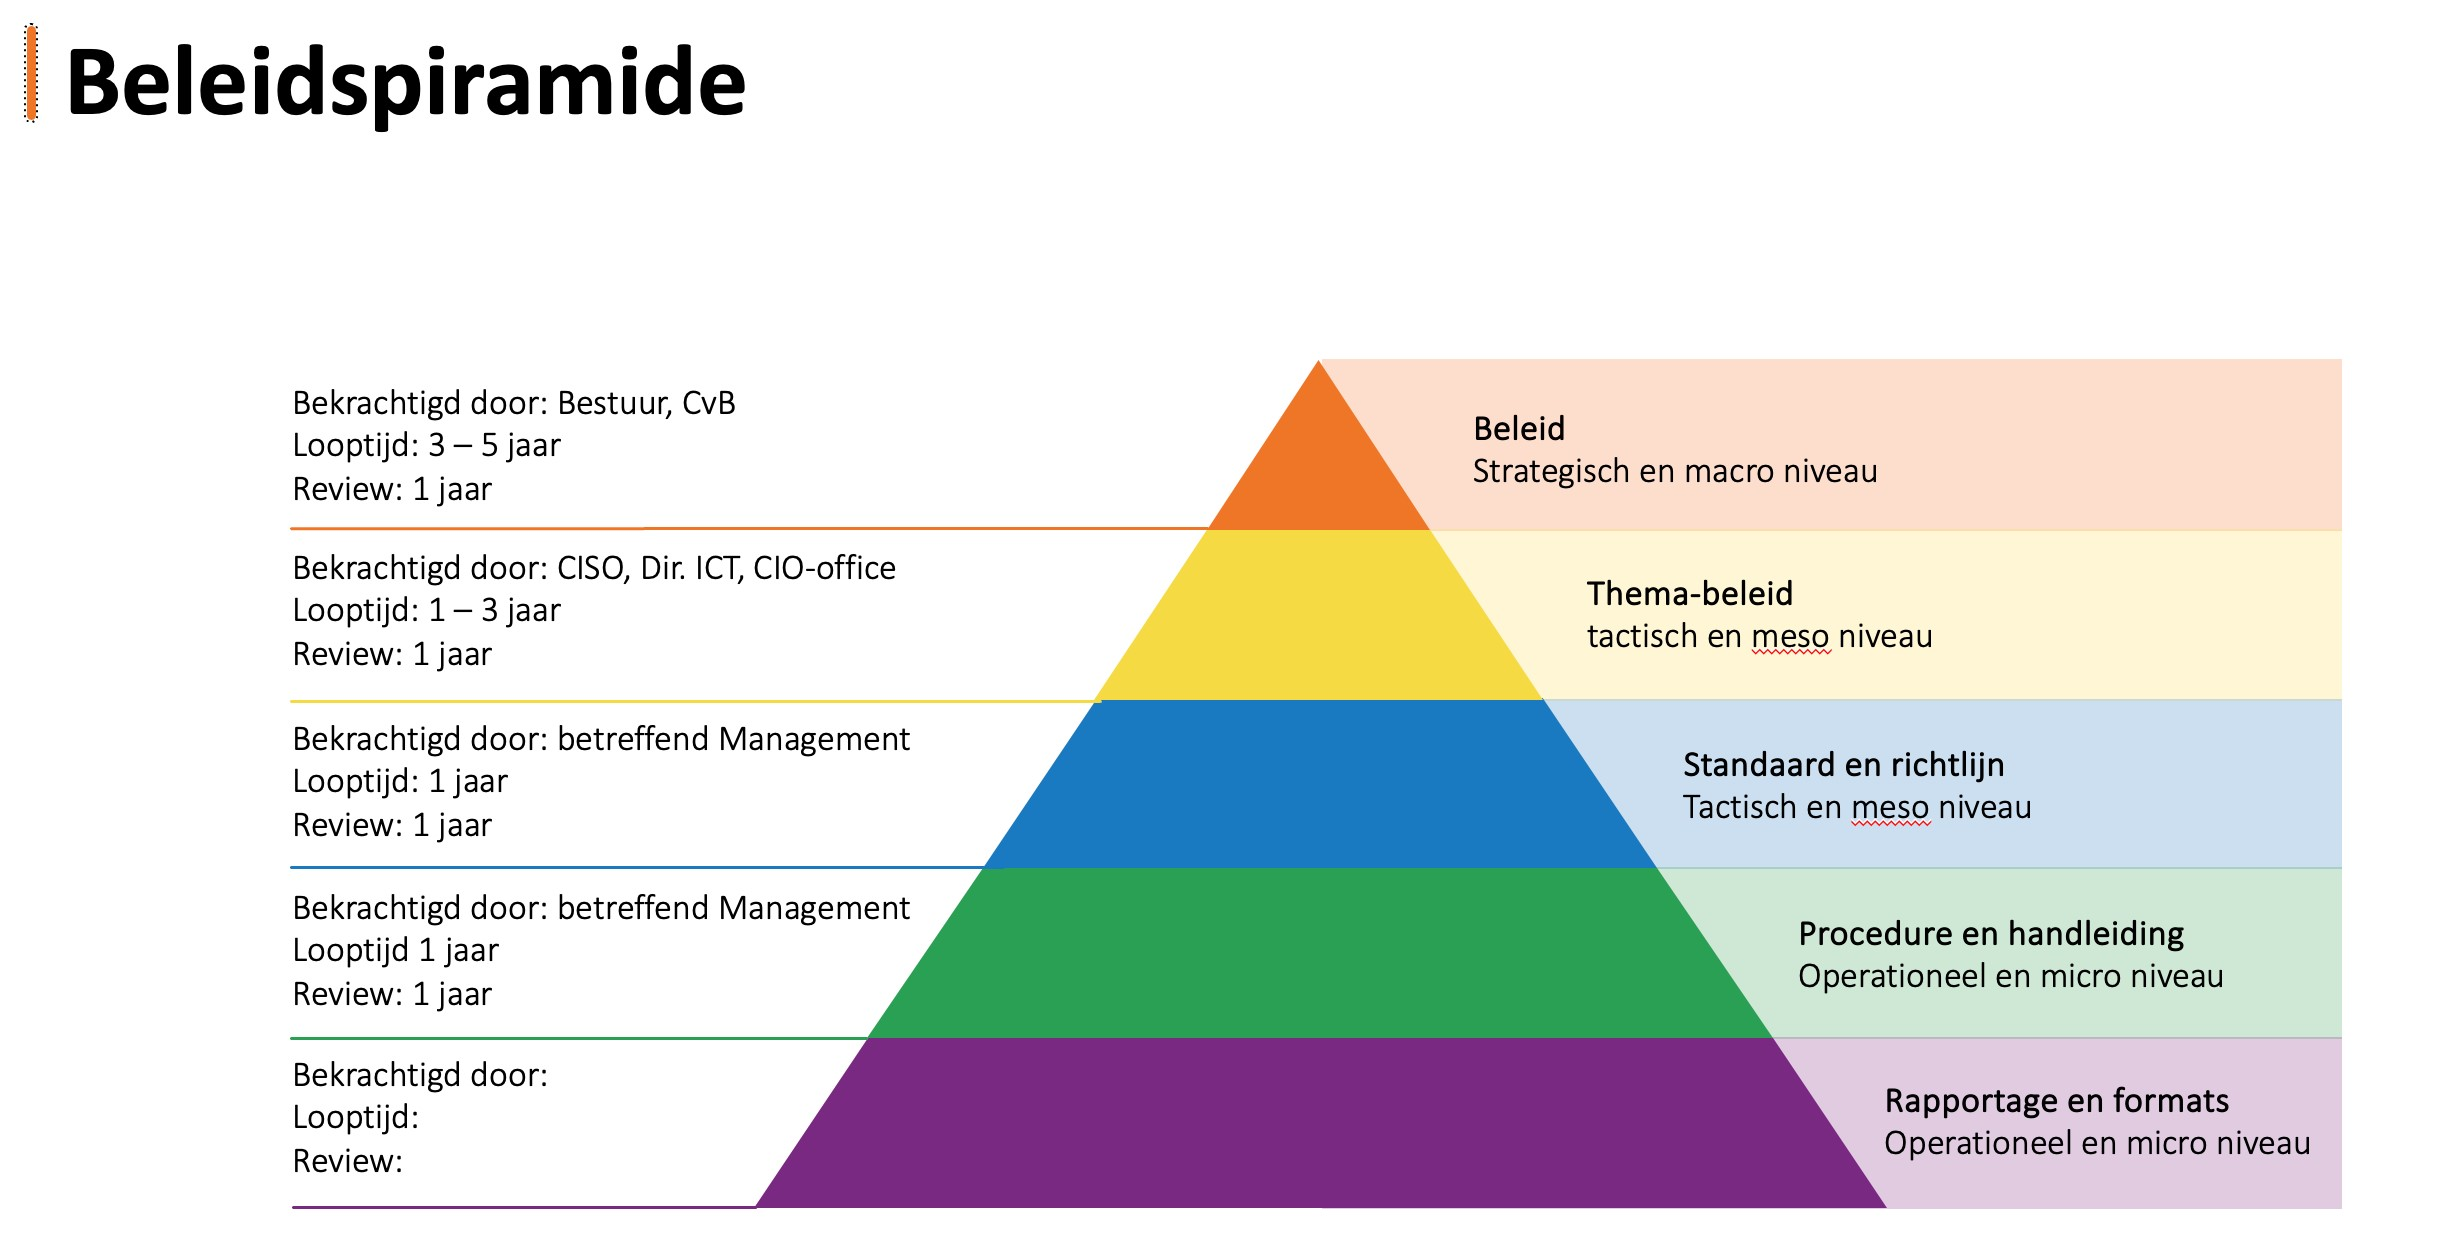 Beleidspiramide
Bekrachtigd door: Bestuur, CvB
Looptijd: 3 – 5 jaar
Review: 1 jaar
Beleid
Strategisch en macro niveau
Bekrachtigd door: CISO, Dir. ICT, CIO-office
Looptijd: 1 – 3 jaar
Review: 1 jaar
Thema-beleid
tactisch en meso niveau
Bekrachtigd door: betreffend Management
Looptijd: 1 jaar
Review: 1 jaar
Standaard en richtlijn
Tactisch en meso niveau
Bekrachtigd door: betreffend Management
Looptijd 1 jaar
Review: 1 jaar
Procedure en handleiding
Operationeel en micro niveau
Bekrachtigd door:
Looptijd:
Review:
Rapportage en formats
Operationeel en micro niveau